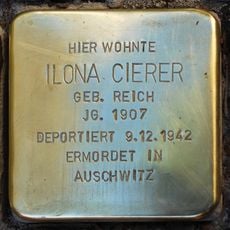 HIER WOHNTE
ILONA CIERER
GEB. REICH
JG. 1907
DEPORTIERT 9.12.1942
ERMORDET IN
AUSCHWITZ